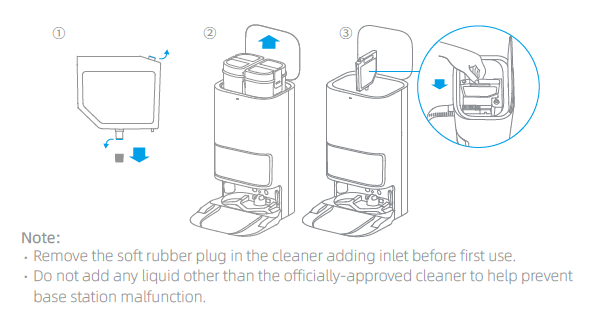 ① ② ③
Note:
· Remove the soft rubber plug in the cleaner adding inlet before first use.
· Do not add any liquid other than the officially-approved cleaner to help prevent
base station malfunction.